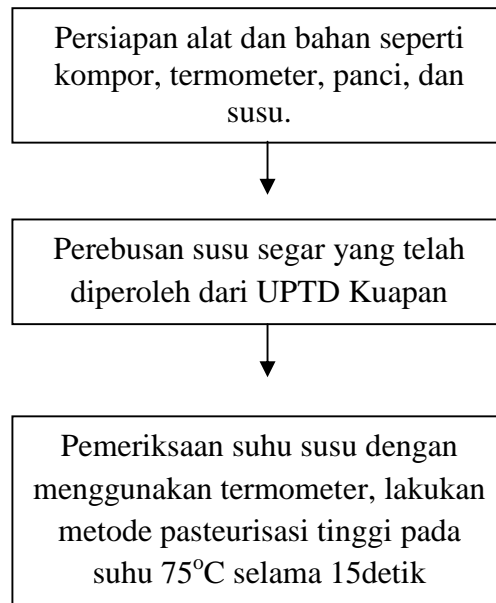 Persiapan alat dan bahan seperti
kompor, termometer, panci, dan
susu.
Perebusan susu segar yang telah
diperoleh dari UPTD Kuapan
Pemeriksaan suhu susu dengan
menggunakan termometer, lakukan
metode pasteurisasi tinggi pada
suhu 75°C selama 15detik